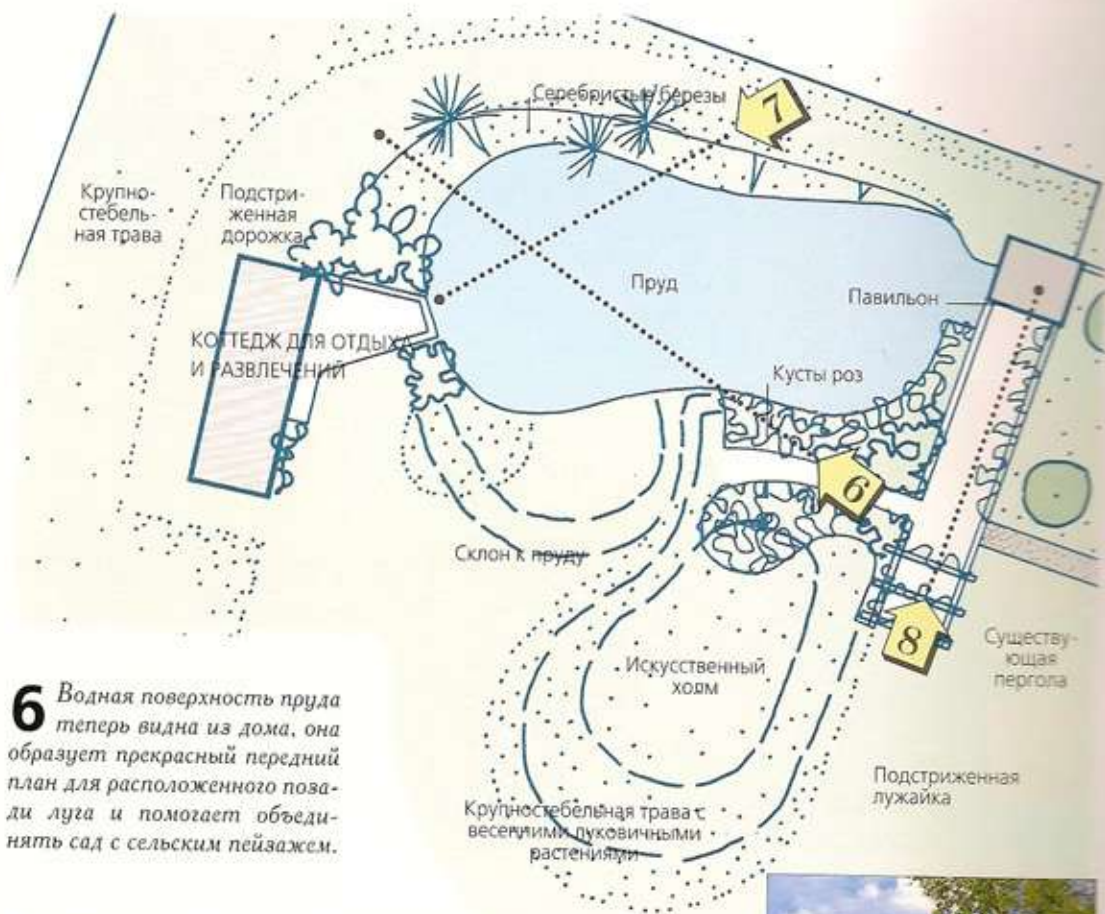 Серебристые березы
7
Крупно-
стебель-
ная трава
Подстри-
женная
дорожка
Пруд
Павильон
КОТТЕДЖ ДЛЯ ОТДЫХА
И РАЗВЛЕЧЕНИЙ
Кусты роз
6
Склон к пруду
8
Существу-
ющая
пергола
Искусственный
холм
6 Водная поверхность пруда
теперь видна из дома, она
образует прекрасный передний
план для расположенного поза-
ди луга и помогает объеди-
нять сад с сельским пейзажем.
Подстриженная
лужайка
Крупностебельная трава с
весенними луковичными
растениями